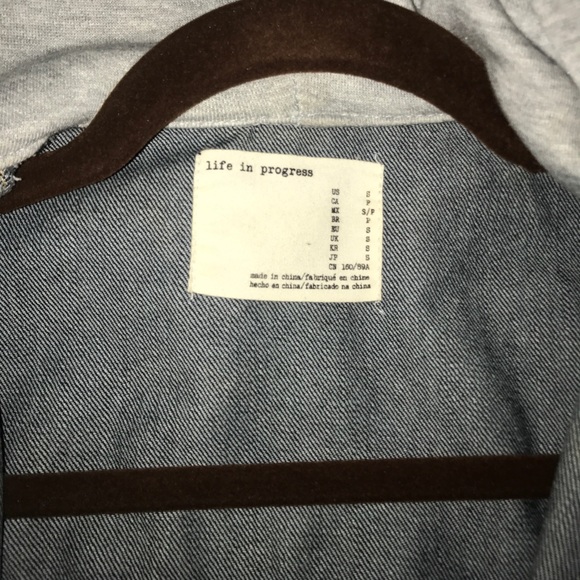 life in progress
US S
CA P
MX S/P
BR P
EU S
UK S
KR S
JP S
CN 160/89A
made in china/fabriqué en chine
hecho en china/fabricado na china